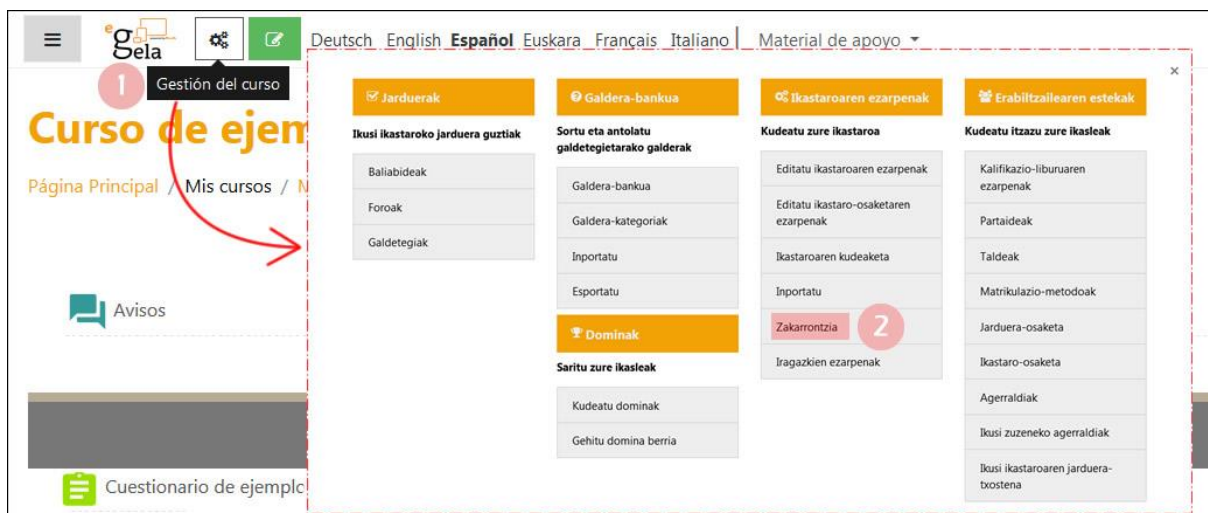 eGela Deutsch English Español Euskara Français Italiano Material de apoyo
1 Gestión del curso
Curso de ejem
Página Principal / Mis cursos / M
Avisos
Cuestionario de ejemplo
×
Jarduerak
Ikusi ikastaroko jarduera guztiak
Baliabideak
Foroak
Galdetegiak
Galdera-bankua
Sortu eta antolatu
galdetegietarako galderak
Galdera-bankua
Galdera-kategoriak
Inportatu
Esportatu
Dominak
Saritu zure ikasleak
Kudeatu dominak
Gehitu domina berria
Ikastaroaren ezarpenak
Kudeatu zure ikastaroa
Editatu ikastaroaren ezarpenak
Editatu ikastaro-osaketaren
ezarpenak
Ikastaroaren kudeaketa
Inportatu
Zakarrontzia 2
Iragazkien ezarpenak
Erabiltzailearen estekak
Kudeatu itzazu zure ikasleak
Kalifikazio-liburuaren
ezarpenak
Partaideak
Taldeak
Matrikulazio-metodoak
Jarduera-osaketa
Ikastaro-osaketa
Agerraldiak
Ikusi zuzeneko agerraldiak
Ikusi ikastaroaren jarduera-
txostena